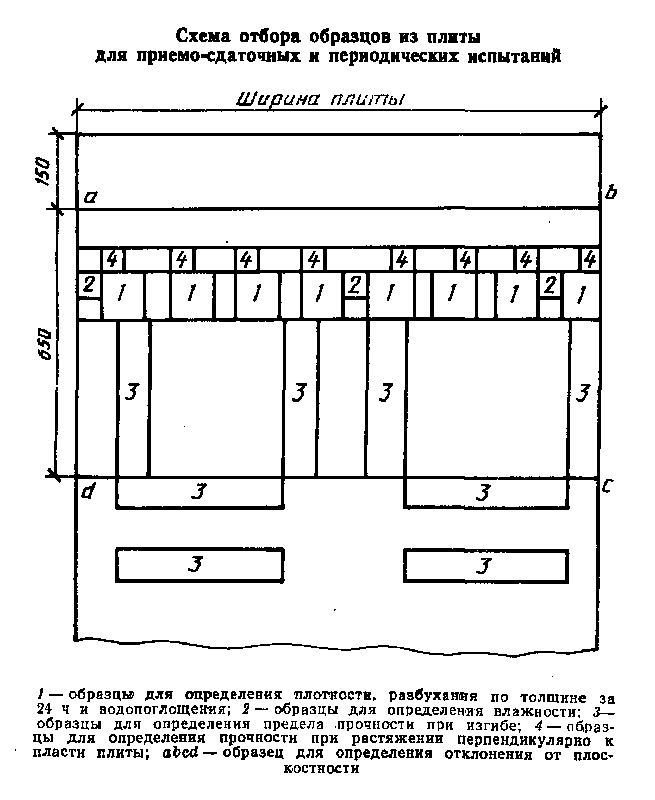 Схема отбора образцов из плиты
для приемо-сдаточных и периодических испытаний
Ширина плиты
150
a
b
4 4 4 4 4 4 4 4
2 1 1 1 1 2 1 1 1 2 1
650
3 3 3 3
d 3 3 c
3 3
1 — образцы для определения плотности, разбухания по толщине за
24 ч и водопоглощения; 2 — образцы для определения влажности; 3—
образцы для определения предела прочности при изгибе; 4 — образ-
цы для определения прочности при растяжении перпендикулярно к
пласти плиты; abcd — образец для определения отклонения от плос-
костности